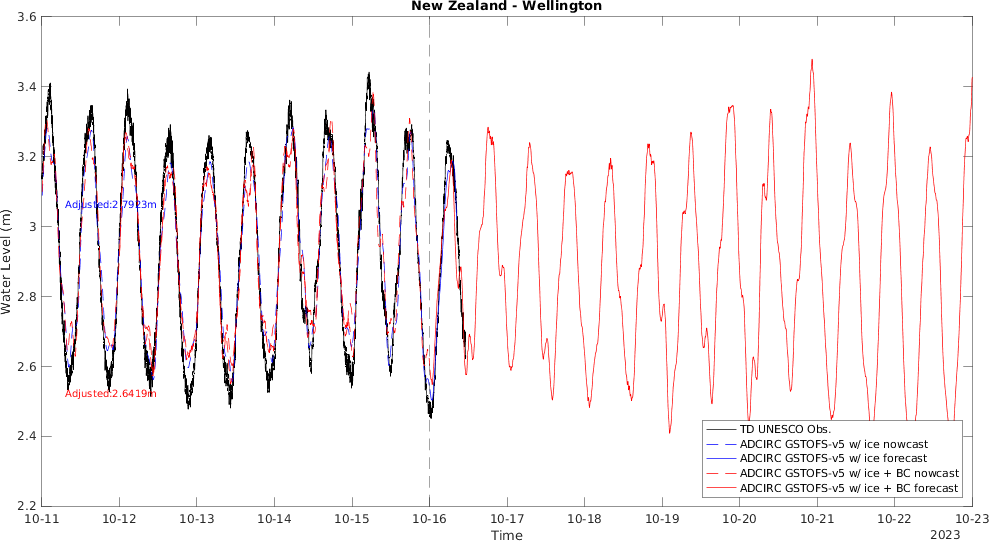 New Zealand - Wellington
3.6
3.4
3.2
3
2.8
2.6
2.4
2.2
Water Level (m)
Adjusted:2.7923m
Adjusted:2.6419m
TD UNESCO Obs.
ADCIRC GSTOFS-v5 w/ ice nowcast
ADCIRC GSTOFS-v5 w/ ice forecast
ADCIRC GSTOFS-v5 w/ ice + BC nowcast
ADCIRC GSTOFS-v5 w/ ice + BC forecast
10-11 10-12 10-13 10-14 10-15 10-16 10-17 10-18 10-19 10-20 10-21 10-22 10-23
Time
2023